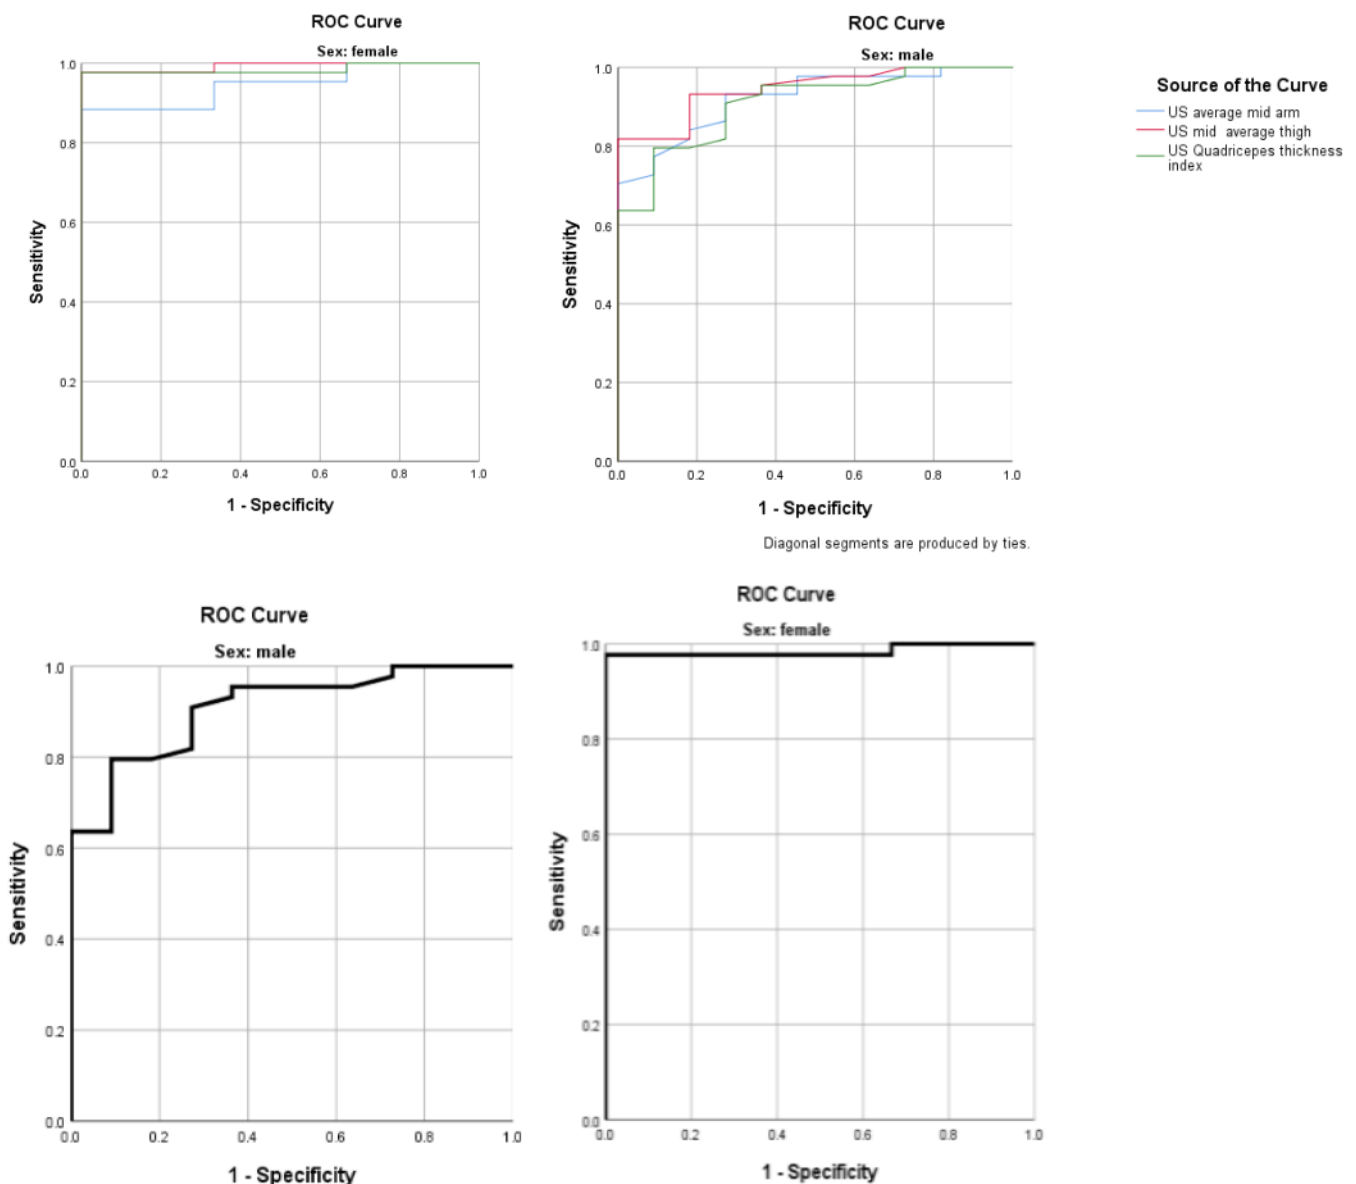 ROC Curve
Sex: female
1.0
0.8
0.6
0.4
0.2
0.0
Sensitivity
0.0 0.2 0.4 0.6 0.8 1.0
1 - Specificity
ROC Curve
Sex: male
1.0
0.8
0.6
0.4
0.2
0.0
Sensitivity
0.0 0.2 0.4 0.6 0.8 1.0
1 - Specificity
Diagonal segments are produced by ties.
Source of the Curve
US average mid arm
US mid average thigh
US Quadricepes thickness
index
ROC Curve
Sex: male
1.0
0.8
0.6
0.4
0.2
0.0
Sensitivity
0.0 0.2 0.4 0.6 0.8 1.0
1 - Specificity
ROC Curve
Sex: female
1.0
0.8
0.6
0.4
0.2
0.0
Sensitivity
0.0 0.2 0.4 0.6 0.8 1.0
1 - Specificity